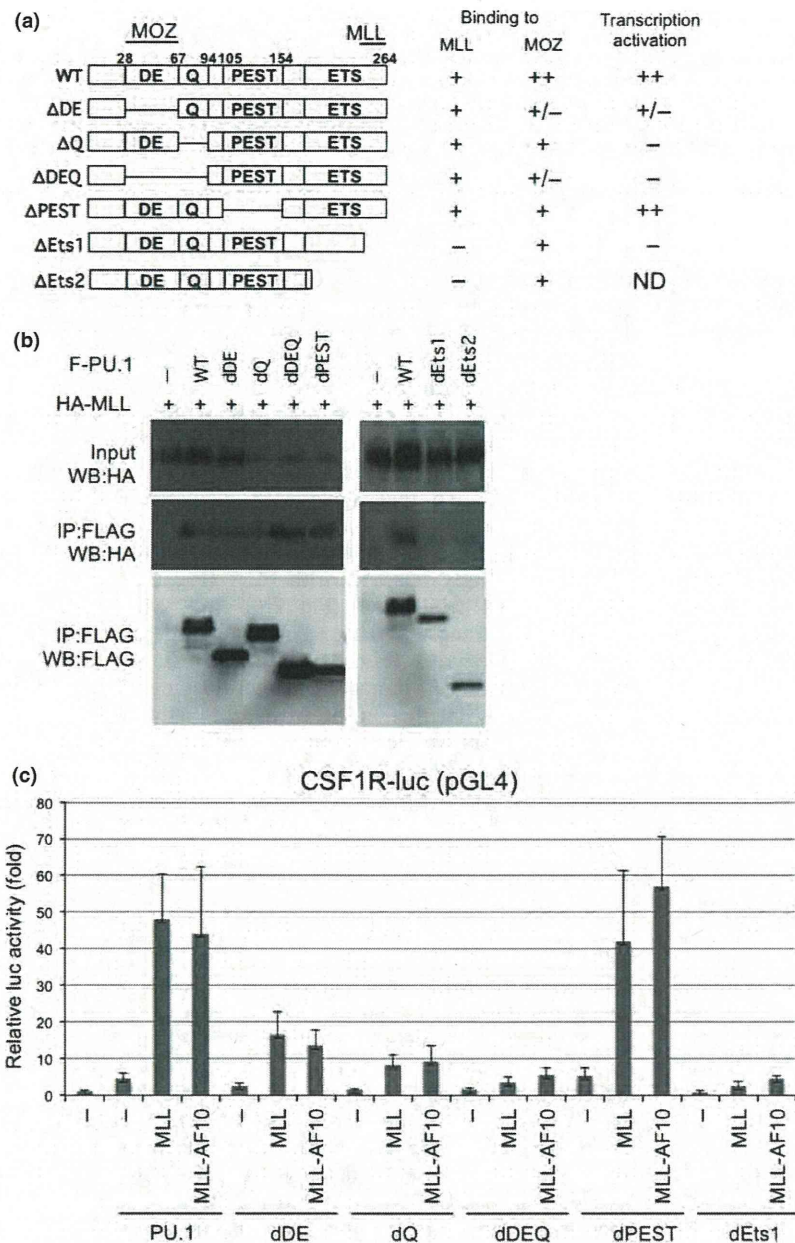 (a)
MOZ MLL
28 67 94 105 154 264
Binding to
MLL MOZ
Transcription
activation
WT DE Q PEST ETS + ++ ++
ΔDE Q PEST ETS + +/− +/−
ΔQ DE PEST ETS + + −
ΔDEQ PEST ETS + +/− −
ΔPEST DE Q ETS + + ++
ΔEts1 DE Q PEST − + −
ΔEts2 DE Q PEST − + ND
(b)
F-PU.1 − WT dDE dQ dDEQ dPEST − WT dEts1 dEts2
HA-MLL + + + + + + + + + +
Input
WB:HA
IP:FLAG
WB:HA
IP:FLAG
WB:FLAG
(c)
CSF1R-luc (pGL4)
Relative luc activity (fold)
80
70
60
50
40
30
20
10
0
− − MLL MLL-AF10 − MLL MLL-AF10 − MLL MLL-AF10 − MLL MLL-AF10 − MLL MLL-AF10 − MLL MLL-AF10
PU.1 dDE dQ dDEQ dPEST dEts1